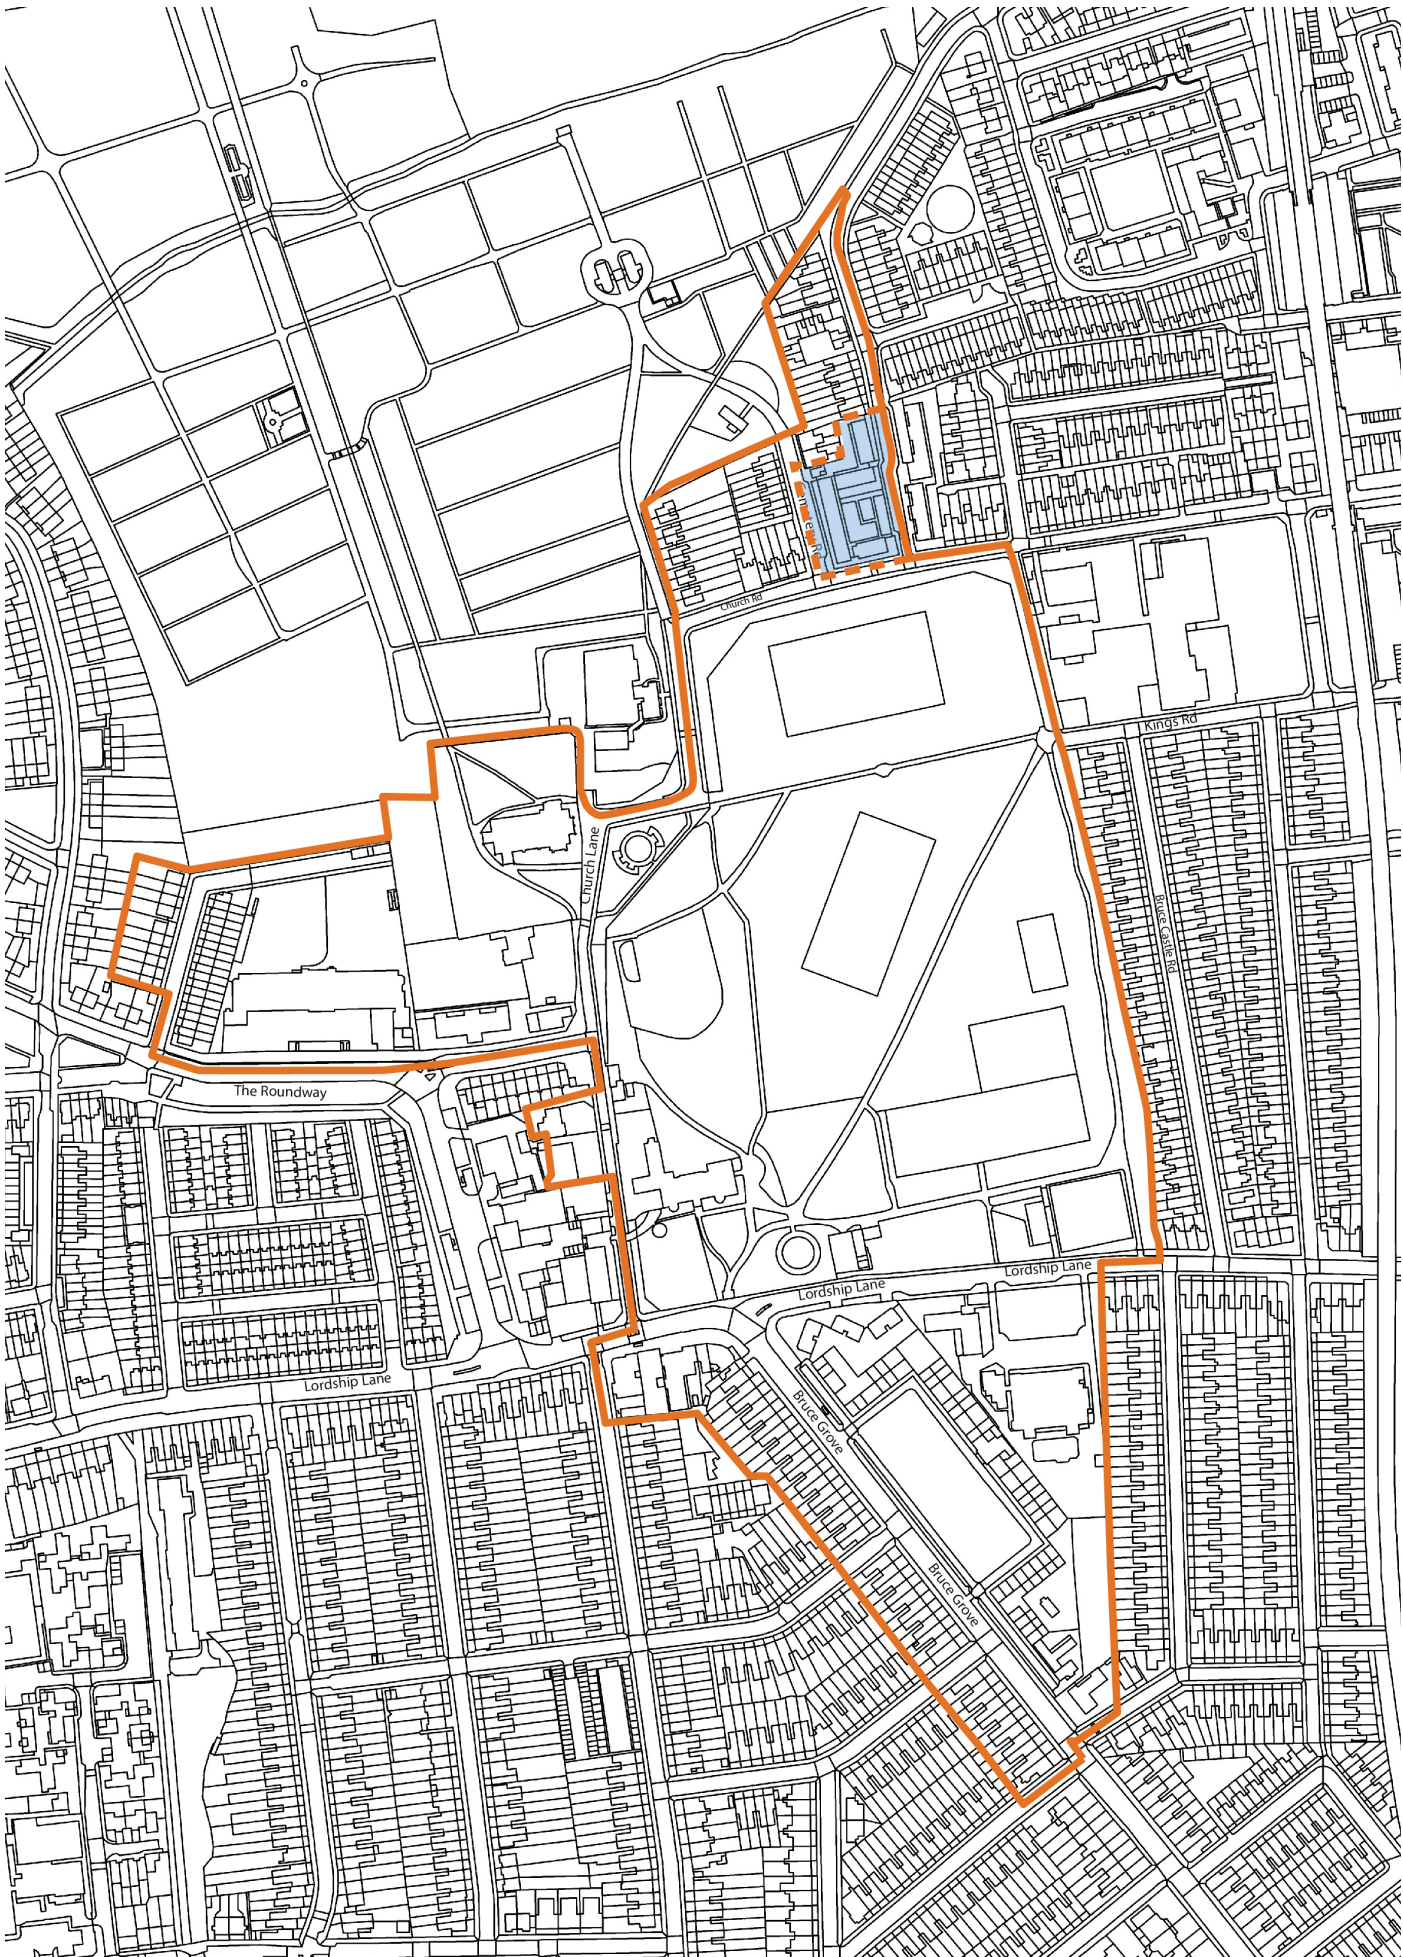 Church Rd
Kings Rd
Church Lane
Bruce Castle Rd
The Roundway
Lordship Lane
Lordship Lane
Lordship Lane
Bruce Grove
Bruce Grove